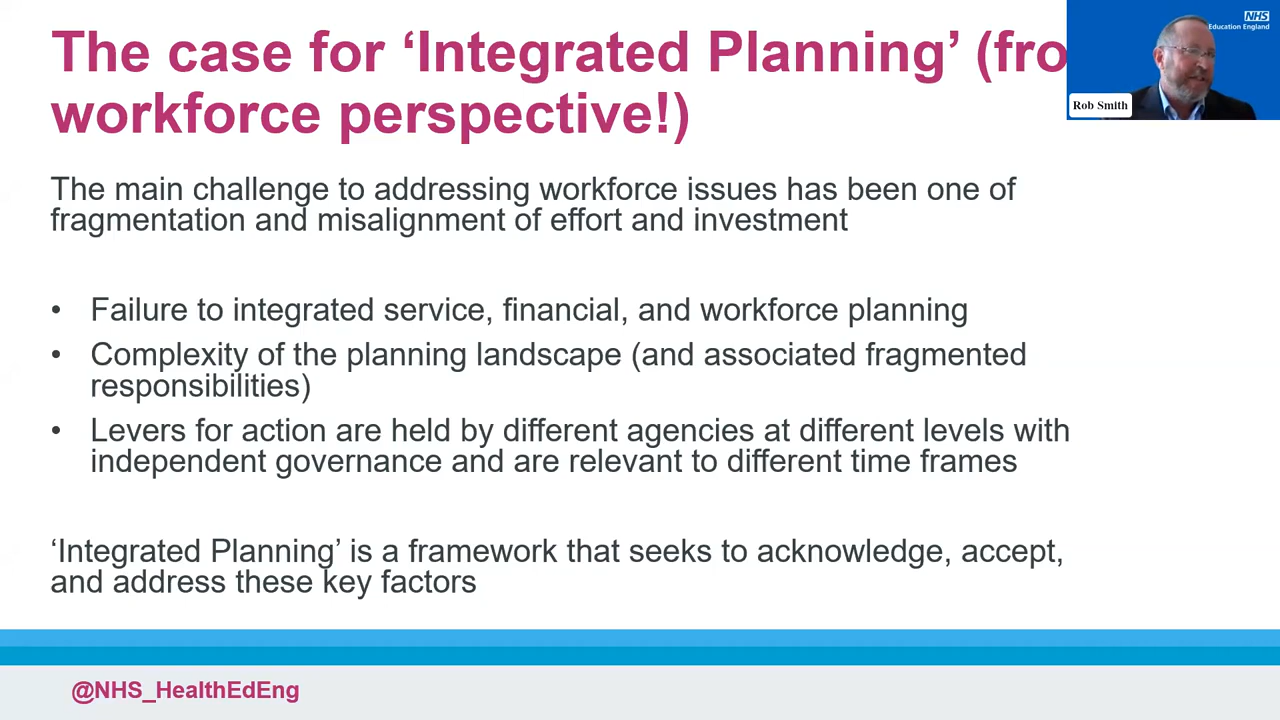 The case for ‘Integrated Planning’ (fro
workforce perspective!)
NHS
Education England
Rob Smith
The main challenge to addressing workforce issues has been one of
fragmentation and misalignment of effort and investment
• Failure to integrated service, financial, and workforce planning
• Complexity of the planning landscape (and associated fragmented
responsibilities)
• Levers for action are held by different agencies at different levels with
independent governance and are relevant to different time frames
‘Integrated Planning’ is a framework that seeks to acknowledge, accept,
and address these key factors
@NHS_HealthEdEng